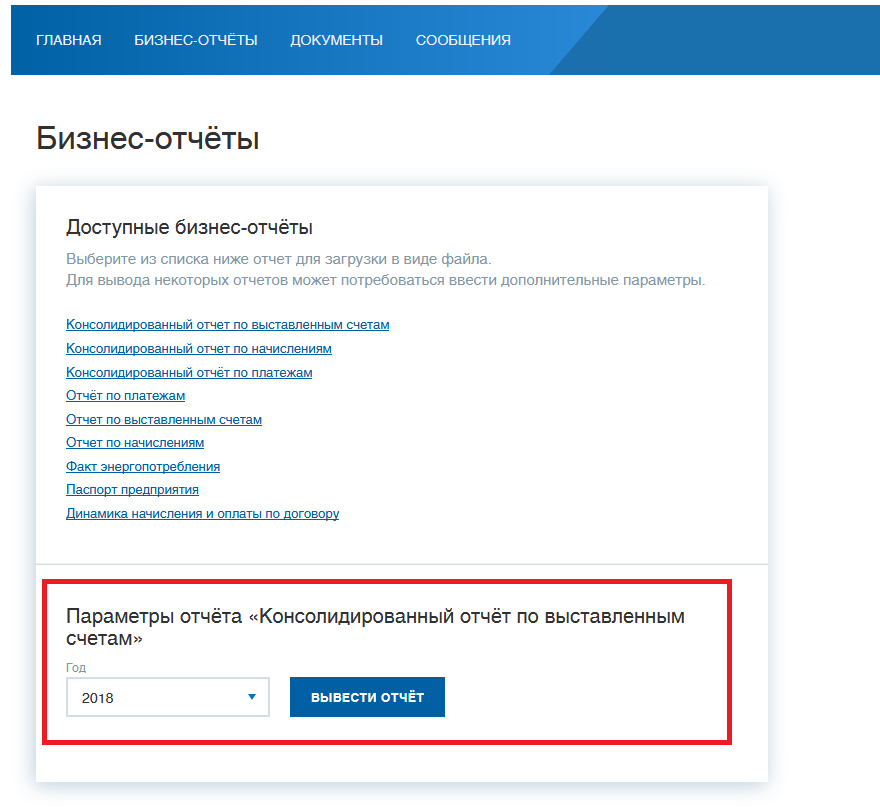 ГЛАВНАЯ БИЗНЕС-ОТЧЁТЫ ДОКУМЕНТЫ СООБЩЕНИЯ
Бизнес-отчёты
Доступные бизнес-отчёты
Выберите из списка ниже отчет для загрузки в виде файла.
Для вывода некоторых отчетов может потребоваться ввести дополнительные параметры.
Консолидированный отчет по выставленным счетам
Консолидированный отчет по начислениям
Консолидированный отчёт по платежам
Отчёт по платежам
Отчет по выставленным счетам
Отчет по начислениям
Факт энергопотребления
Паспорт предприятия
Динамика начисления и оплаты по договору
Параметры отчёта «Консолидированный отчёт по выставленным
счетам»
Год
2018 ВЫВЕСТИ ОТЧЁТ